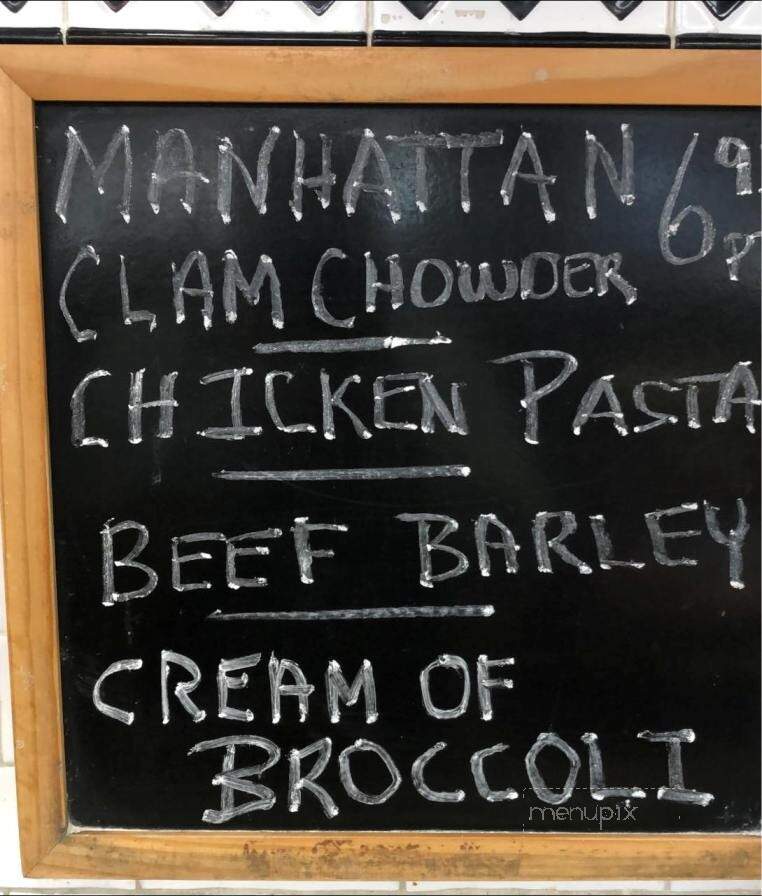 MANHATTAN 6
CLAM CHOWDER
CHICKEN PASTA
BEEF BARLEY
CREAM OF
BROCCOLI
menupix